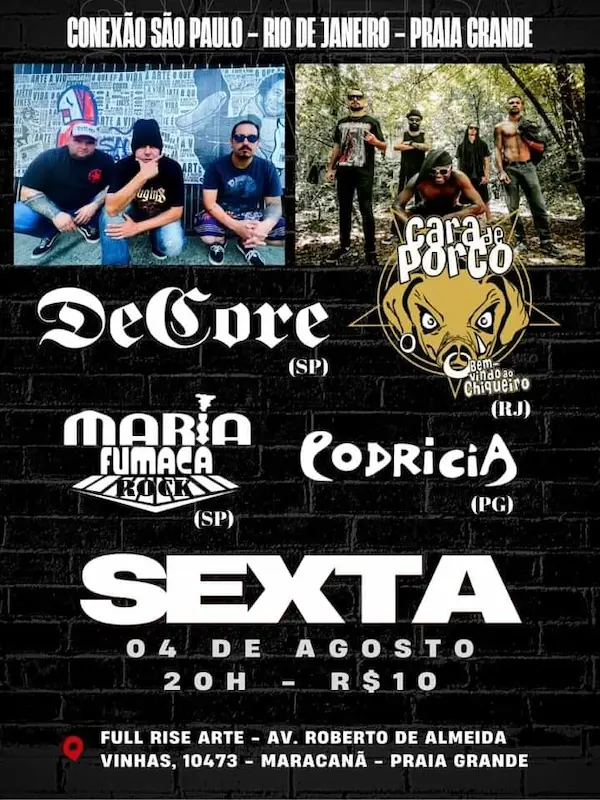 CONEXÃO SÃO PAULO - RIO DE JANEIRO - PRAIA GRANDE
DeCore
(SP)
cara de
porco
Bem-
vindo ao
Chiqueiro
(RJ)
MARIA
FUMAÇA
ROCK
(SP)
PODRICIA
(PG)
SEXTA
04 DE AGOSTO
20H - R$10
FULL RISE ARTE - AV. ROBERTO DE ALMEIDA
VINHAS, 10473 - MARACANÃ - PRAIA GRANDE